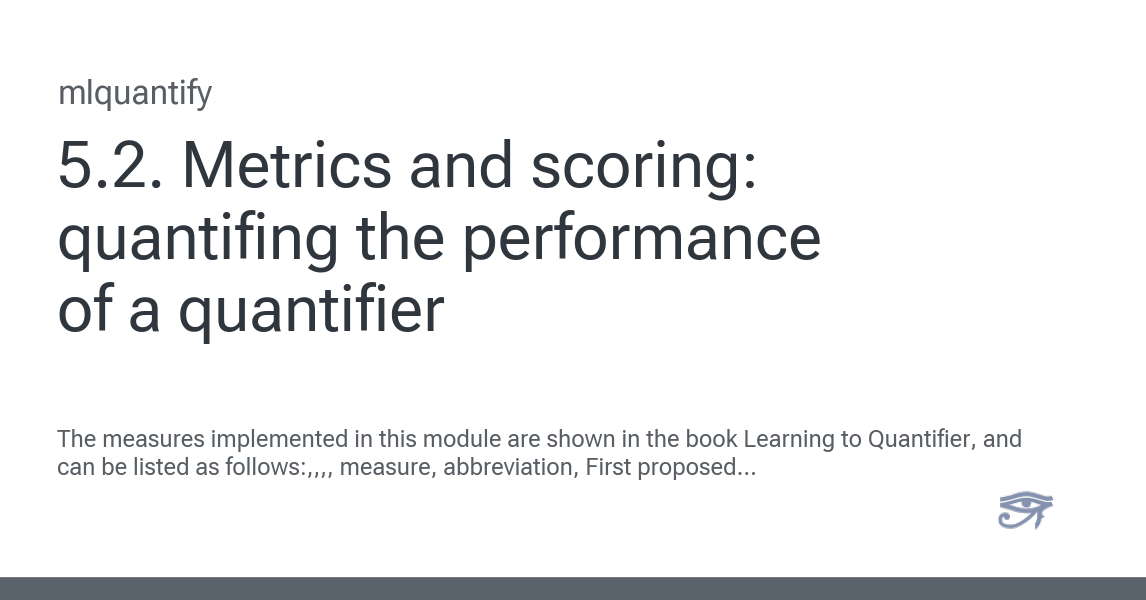 mlquantify
5.2. Metrics and scoring:
quantifing the performance
of a quantifier
The measures implemented in this module are shown in the book Learning to Quantifier, and
can be listed as follows:,,,, measure, abbreviation, First proposed...